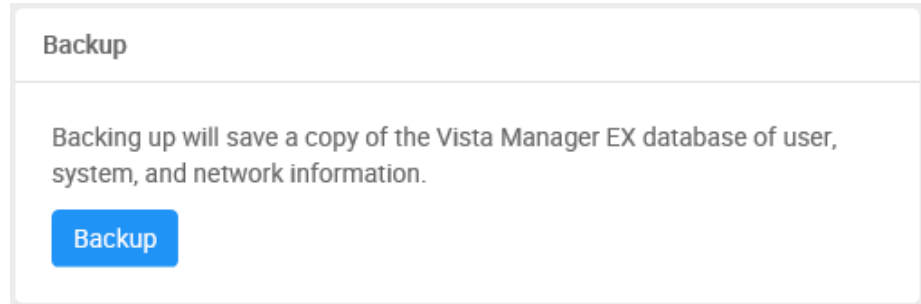 Backup
Backing up will save a copy of the Vista Manager EX database of user,
system, and network information.
Backup